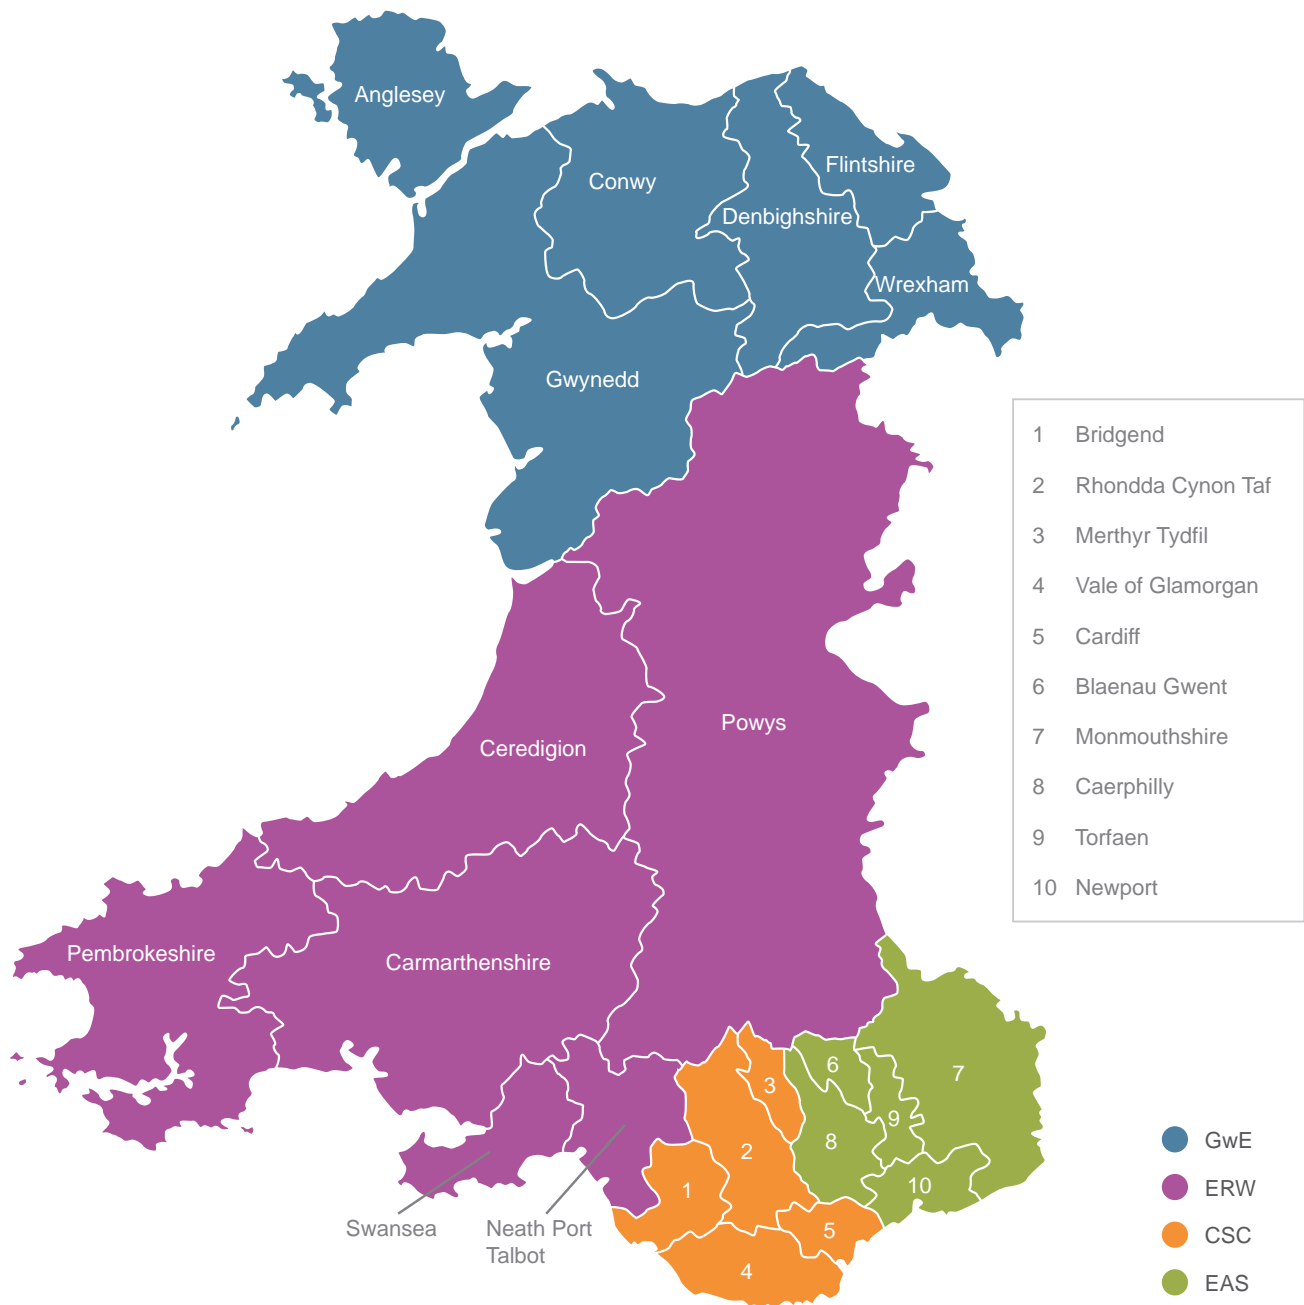 Anglesey
Conwy
Flintshire
Denbighshire
Wrexham
Gwynedd
Powys
Ceredigion
Pembrokeshire
Carmarthenshire
Swansea
Neath Port
Talbot
1
2
3
4
5
6
7
8
9
10
1 Bridgend
2 Rhondda Cynon Taf
3 Merthyr Tydfil
4 Vale of Glamorgan
5 Cardiff
6 Blaenau Gwent
7 Monmouthshire
8 Caerphilly
9 Torfaen
10 Newport
GwE
ERW
CSC
EAS